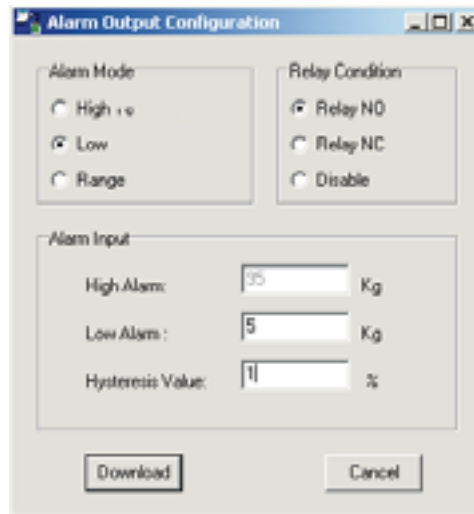 Alarm Output Configuration
Alarm Mode
High
Low
Range
Relay Condition
Relay NO
Relay NC
Disable
Alarm Input
High Alarm: 95 Kg
Low Alarm : 5 Kg
Hysteresis Value: 1 %
Download
Cancel